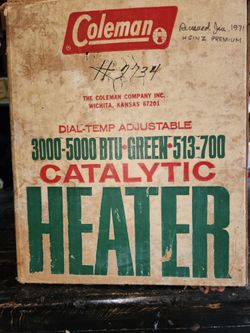 Coleman
Received Jan, 1971
HEINZ PREMIUM
# 2734
THE COLEMAN COMPANY INC.
WICHITA, KANSAS 67201
DIAL-TEMP ADJUSTABLE
3000-5000 BTU•GREEN•513-700
CATALYTIC
HEATER